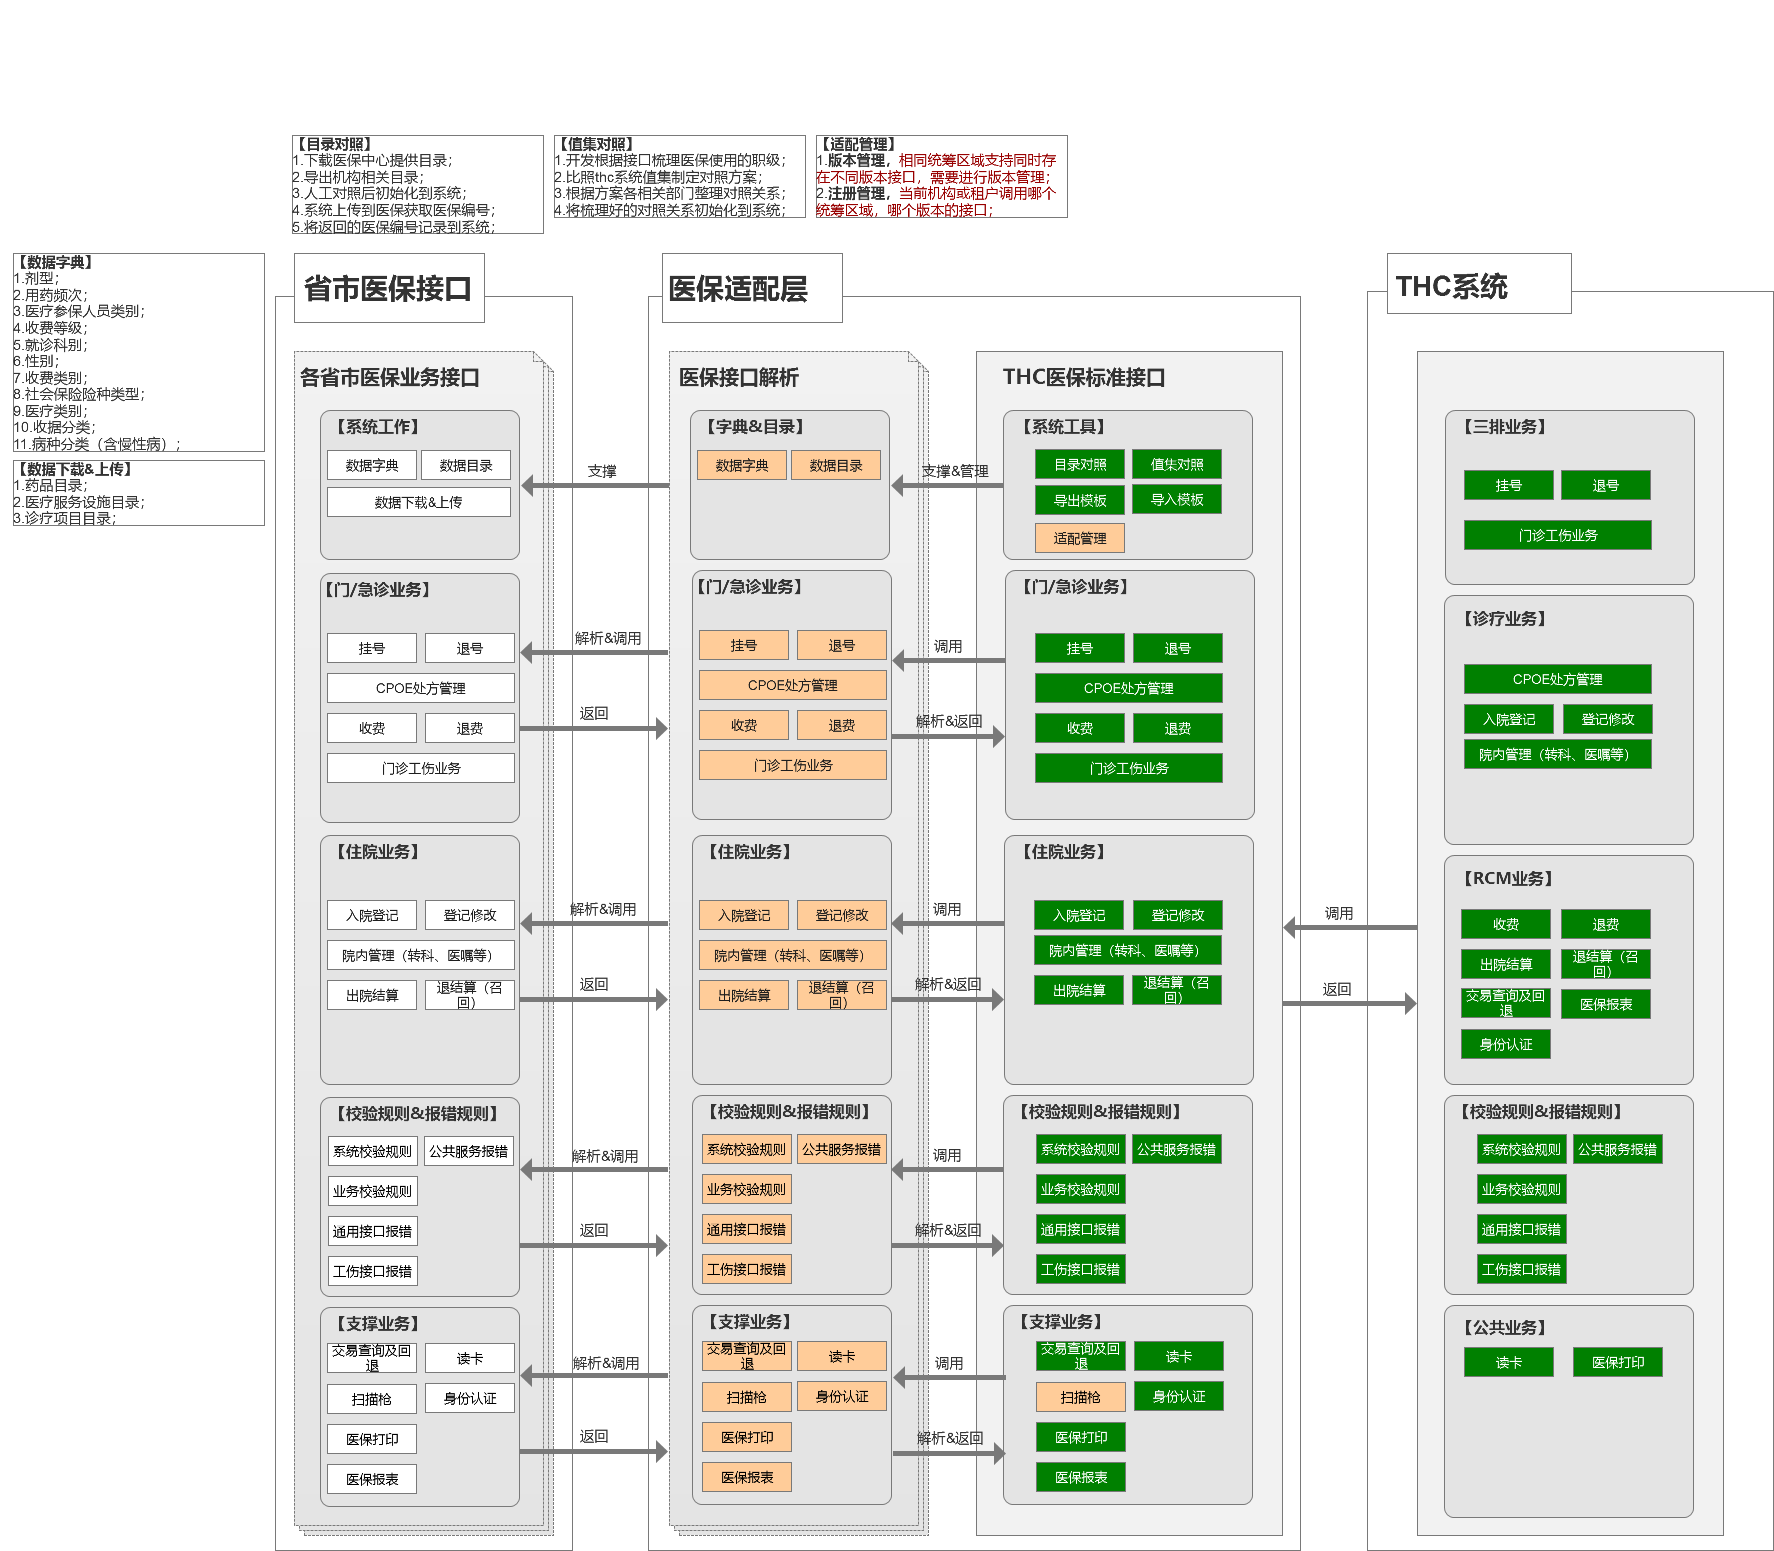 【目录对照】
1.下载医保中心提供目录；
2.导出机构相关目录；
3.人工对照后初始化到系统；
4.系统上传到医保获取医保编号；
5.将返回的医保编号记录到系统；
【值集对照】
1.开发根据接口梳理医保使用的职级；
2.比照thc系统值集制定对照方案；
3.根据方案各相关部门整理对照关系；
4.将梳理好的对照关系初始化到系统；
【适配管理】
1.版本管理，相同统筹区域支持同时存
在不同版本接口，需要进行版本管理；
2.注册管理，当前机构或租户调用哪个
统筹区域，哪个版本的接口；
【数据字典】
1.剂型；
2.用药频次；
3.医疗参保人员类别；
4.收费等级；
5.就诊科别；
6.性别；
7.收费类别；
8.社会保险险种类型；
9.医疗类别；
10.收据分类；
11.病种分类（含慢性病）；
【数据下载&上传】
1.药品目录；
2.医疗服务设施目录；
3.诊疗项目目录；
省市医保接口
各省市医保业务接口
【系统工作】
数据字典
数据目录
数据下载&上传
【门/急诊业务】
挂号
退号
CPOE处方管理
收费
退费
门诊工伤业务
【住院业务】
入院登记
登记修改
院内管理（转科、医嘱等）
出院结算
退结算（召
回）
【校验规则&报错规则】
系统校验规则
公共服务报错
业务校验规则
通用接口报错
工伤接口报错
【支撑业务】
交易查询及回
退
读卡
扫描枪
身份认证
医保打印
医保报表
支撑
解析&调用
返回
解析&调用
返回
解析&调用
返回
解析&调用
返回
医保适配层
医保接口解析
【字典&目录】
数据字典
数据目录
【门/急诊业务】
挂号
退号
CPOE处方管理
收费
退费
门诊工伤业务
【住院业务】
入院登记
登记修改
院内管理（转科、医嘱等）
出院结算
退结算（召
回）
【校验规则&报错规则】
系统校验规则
公共服务报错
业务校验规则
通用接口报错
工伤接口报错
【支撑业务】
交易查询及回
退
读卡
扫描枪
身份认证
医保打印
医保报表
支撑&管理
调用
解析&返回
调用
解析&返回
调用
解析&返回
调用
解析&返回
THC医保标准接口
【系统工具】
目录对照
值集对照
导出模板
导入模板
适配管理
【门/急诊业务】
挂号
退号
CPOE处方管理
收费
退费
门诊工伤业务
【住院业务】
入院登记
登记修改
院内管理（转科、医嘱等）
出院结算
退结算（召
回）
【校验规则&报错规则】
系统校验规则
公共服务报错
业务校验规则
通用接口报错
工伤接口报错
【支撑业务】
交易查询及回
退
读卡
扫描枪
身份认证
医保打印
医保报表
调用
返回
THC系统
【三排业务】
挂号
退号
门诊工伤业务
【诊疗业务】
CPOE处方管理
入院登记
登记修改
院内管理（转科、医嘱等）
【RCM业务】
收费
退费
出院结算
退结算（召
回）
交易查询及回
退
医保报表
身份认证
【校验规则&报错规则】
系统校验规则
公共服务报错
业务校验规则
通用接口报错
工伤接口报错
【公共业务】
读卡
医保打印